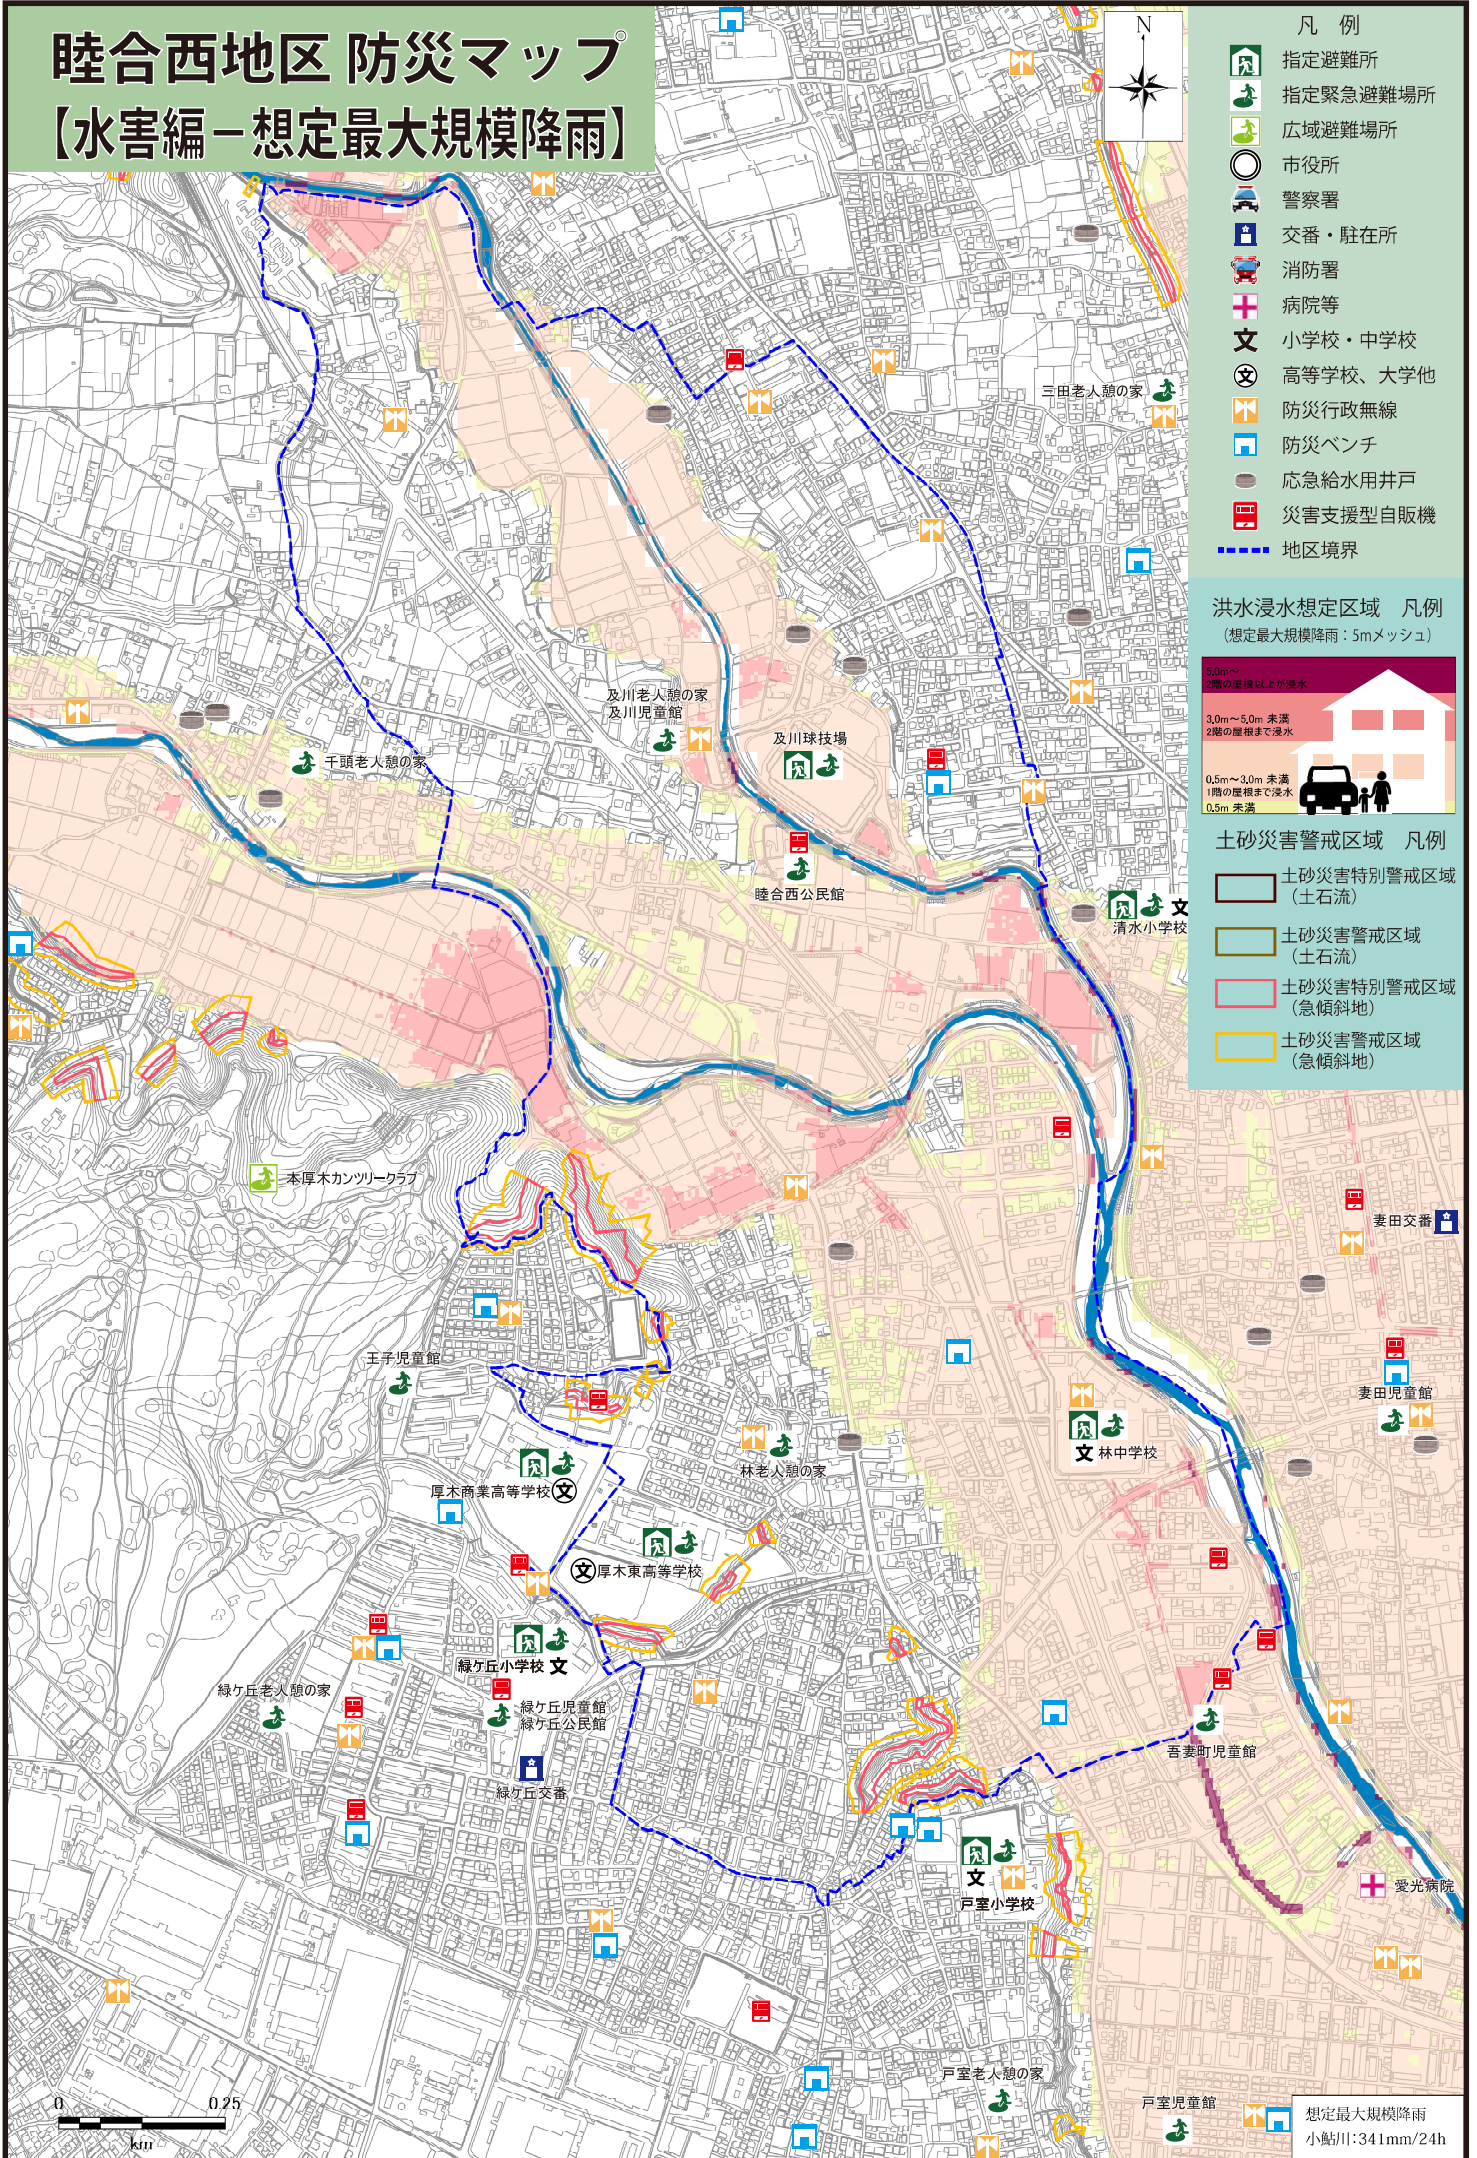 睦合西地区 防災マップ
【水害編－想定最大規模降雨】
N
凡 例
指定避難所
指定緊急避難場所
広域避難場所
市役所
警察署
交番・駐在所
消防署
病院等
文 小学校・中学校
文 高等学校、大学他
防災行政無線
防災ベンチ
応急給水用井戸
災害支援型自販機
地区境界
洪水浸水想定区域 凡例
（想定最大規模降雨：5mメッシュ）
5.0m～
2階の屋根以上が浸水
3.0m～5.0m 未満
2階の屋根まで浸水
0.5m～3.0m 未満
1階の屋根まで浸水
0.5m 未満
土砂災害警戒区域 凡例
土砂災害特別警戒区域
（土石流）
土砂災害警戒区域
（土石流）
土砂災害特別警戒区域
（急傾斜地）
土砂災害警戒区域
（急傾斜地）
三田老人憩の家
及川老人憩の家
及川児童館
及川球技場
千頭老人憩の家
睦合西公民館
文
清水小学校
本厚木カンツリークラブ
妻田交番
王子児童館
妻田児童館
文 林中学校
林老人憩の家
厚木商業高等学校 文
文 厚木東高等学校
緑ケ丘小学校 文
緑ケ丘老人憩の家
緑ケ丘児童館
緑ケ丘公民館
吾妻町児童館
緑ケ丘交番
文
戸室小学校
愛光病院
戸室老人憩の家
戸室児童館
0 0.25
km
想定最大規模降雨
小鮎川：341mm/24h